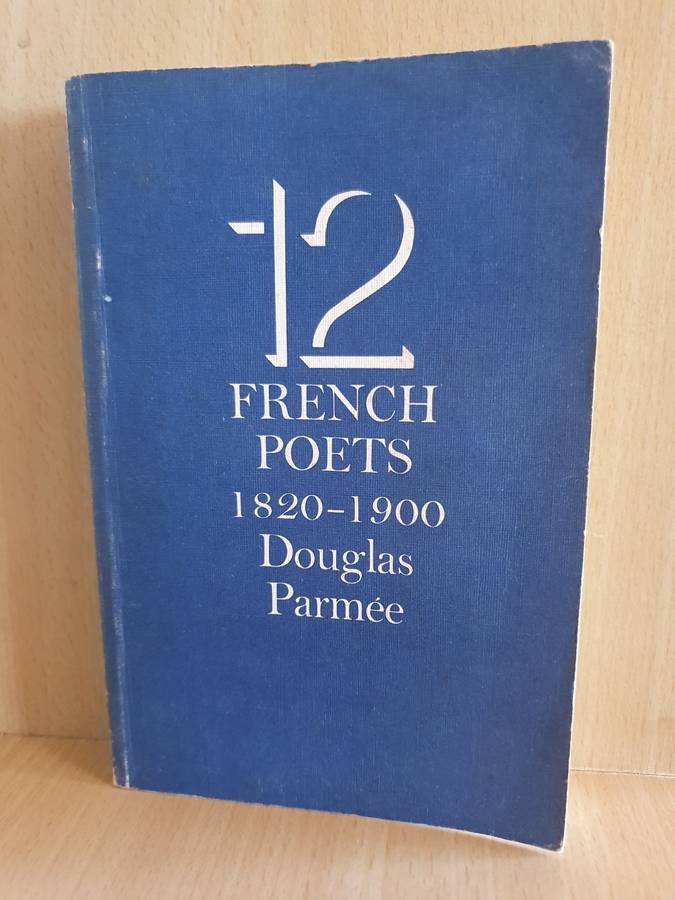 12
FRENCH
POETS
1820-1900
Douglas
Parmée